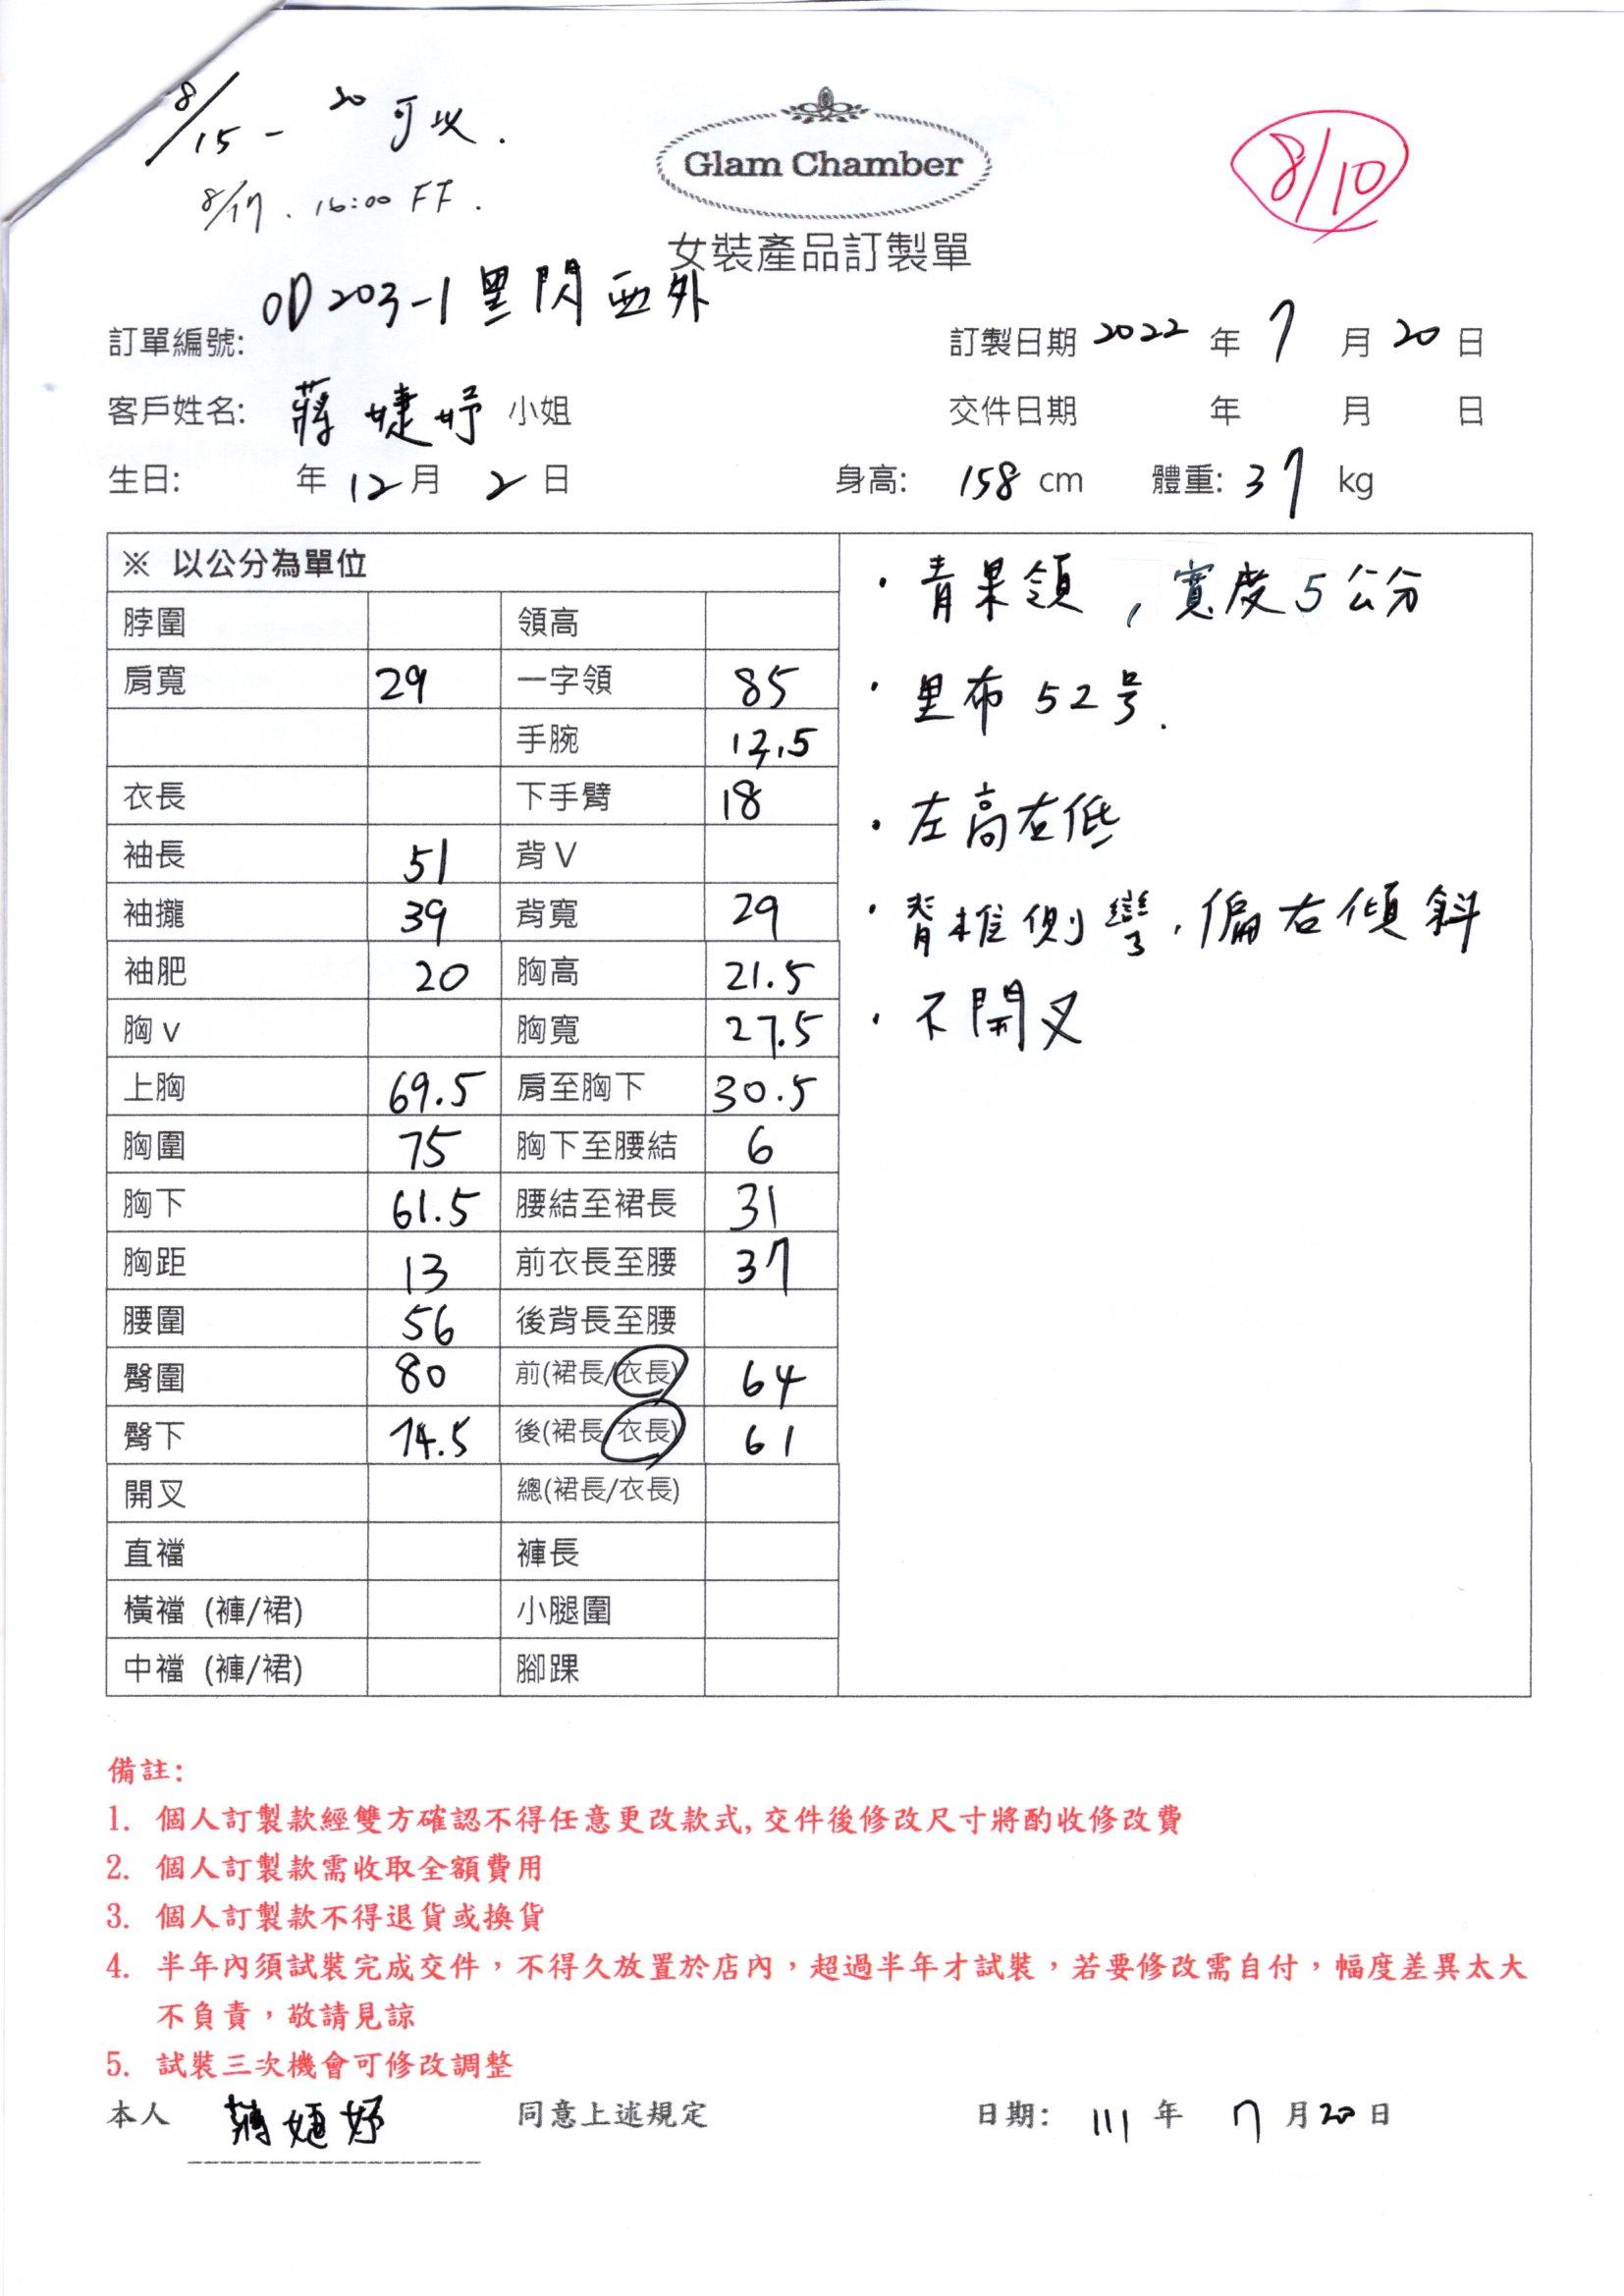 8/15 - 20 可以.
8/17. 16:00 FF.
Glam Chamber
8/10
女裝產品訂製單
訂單編號: OD203-1 黑閃西外
訂製日期 2022 年 7 月 20 日
客戶姓名: 蔣婕妤 小姐
交件日期 年 月 日
生日: 年 12 月 2 日 身高: 158 cm 體重: 37 kg
※ 以公分為單位
脖圍 領高
肩寬 29 一字領 85
手腕 13.5
衣長 下手臂 18
袖長 51 背V
袖攏 39 背寬 29
袖肥 20 胸高 21.5
胸v 胸寬 27.5
上胸 69.5 肩至胸下 30.5
胸圍 75 胸下至腰結 6
胸下 61.5 腰結至裙長 31
胸距 13 前衣長至腰 37
腰圍 56 後背長至腰
臀圍 80 前(裙長/衣長) 64
臀下 74.5 後(裙長/衣長) 61
開叉 總(裙長/衣長)
直襠 褲長
橫襠 (褲/裙) 小腿圍
中襠 (褲/裙) 腳踝
· 青果領, 寬度5公分
· 里布 52号.
· 左高右低
· 脊椎側彎, 偏右傾斜
· 不開叉
備註:
1. 個人訂製款經雙方確認不得任意更改款式, 交件後修改尺寸將酌收修改費
2. 個人訂製款需收取全額費用
3. 個人訂製款不得退貨或換貨
4. 半年內須試裝完成交件，不得久放置於店內，超過半年才試裝，若要修改需自付，幅度差異太大
不負責，敬請見諒
5. 試裝三次機會可修改調整
本人 蔣婕妤 同意上述規定 日期: 111 年 7 月 20 日